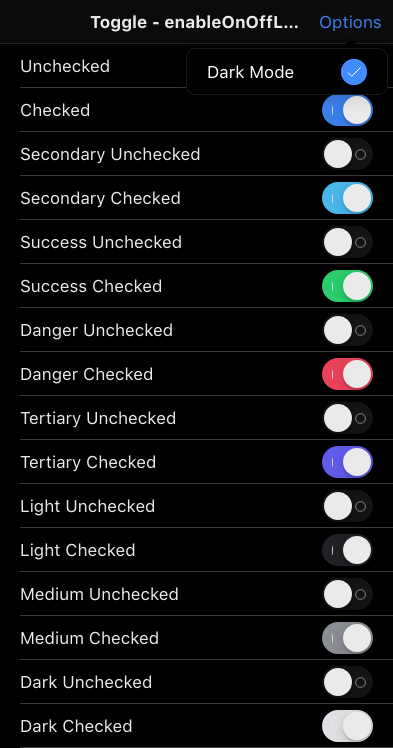 Toggle - enableOnOffL... Options
Unchecked
Dark Mode
Checked
Secondary Unchecked
Secondary Checked
Success Unchecked
Success Checked
Danger Unchecked
Danger Checked
Tertiary Unchecked
Tertiary Checked
Light Unchecked
Light Checked
Medium Unchecked
Medium Checked
Dark Unchecked
Dark Checked